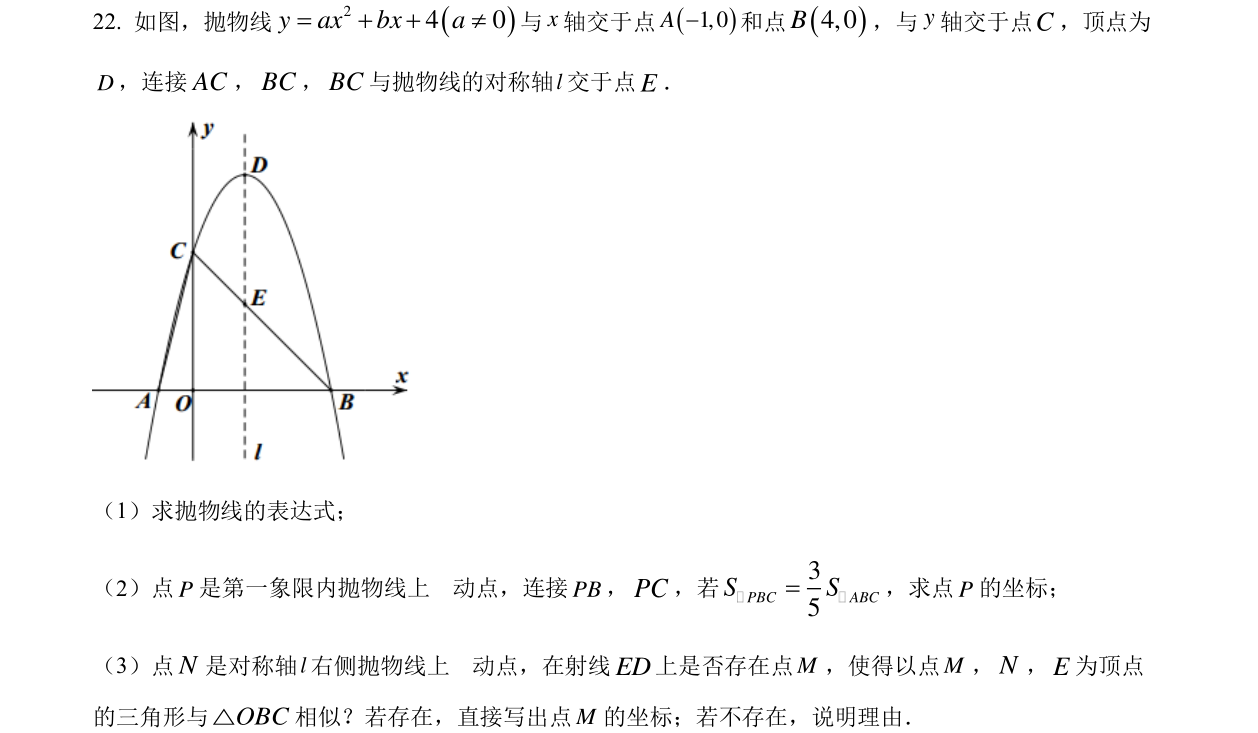 22. 如图，抛物线 y = ax² + bx + 4(a ≠ 0) 与 x 轴交于点 A(−1,0) 和点 B(4,0)，与 y 轴交于点 C，顶点为
D，连接 AC，BC，BC 与抛物线的对称轴 l 交于点 E．
y
D
C
E
x
A O B
l
（1）求抛物线的表达式；
（2）点 P 是第一象限内抛物线上 动点，连接 PB，PC，若 S□PBC = 3/5 S□ABC，求点 P 的坐标；
（3）点 N 是对称轴 l 右侧抛物线上 动点，在射线 ED 上是否存在点 M，使得以点 M，N，E 为顶点
的三角形与△OBC 相似？若存在，直接写出点 M 的坐标；若不存在，说明理由．